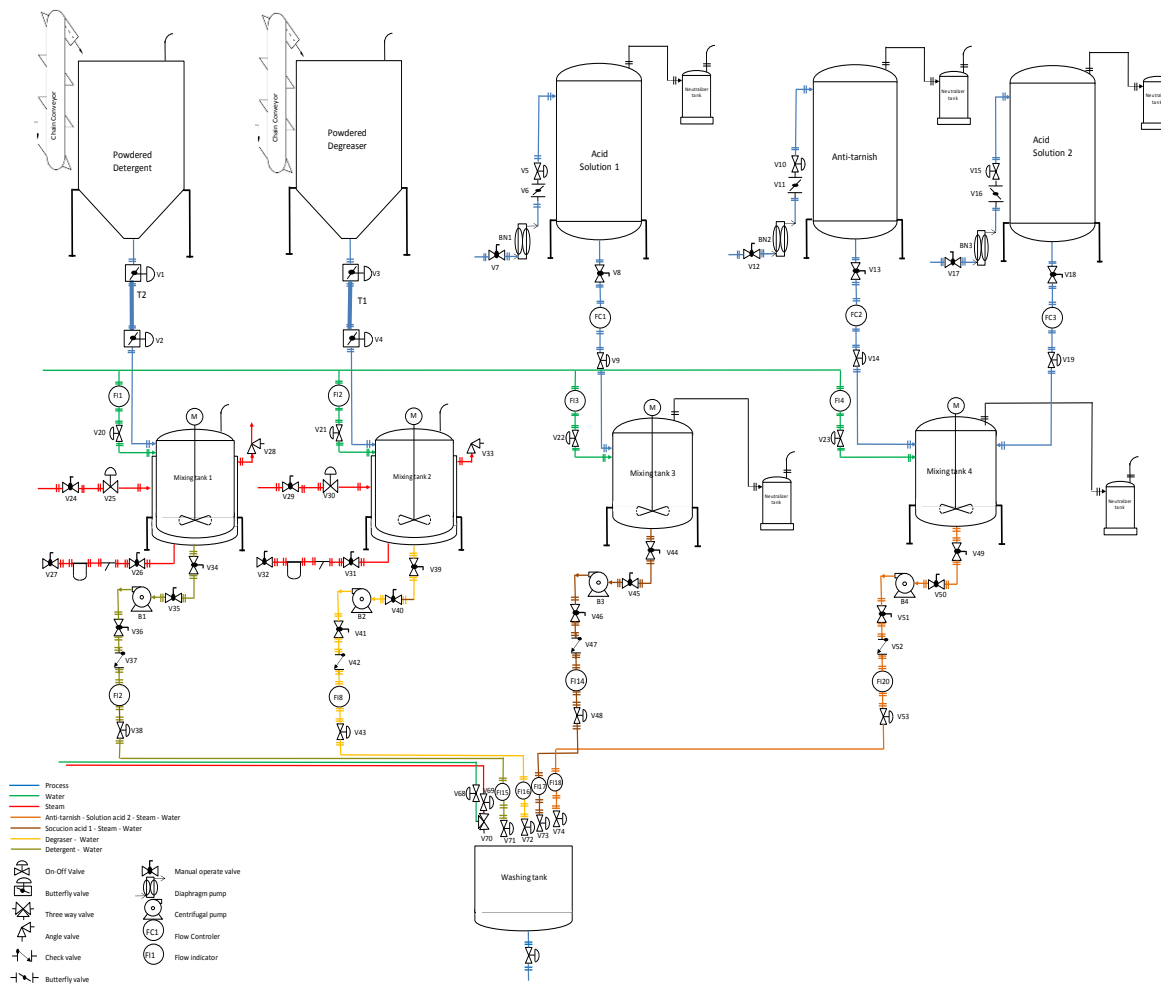 Chain Conveyor
Powdered
Detergent
Chain Conveyor
Powdered
Degreaser
Acid
Solution 1
Neutralizer
tank
Anti-tarnish
Neutralizer
tank
Acid
Solution 2
Neutralizer
tank
V5
V6
BN1
V7
V10
V11
BN2
V12
V15
V16
BN3
V17
V1
T2
V2
V3
T1
V4
V8
FC1
V9
V13
FC2
V14
V18
FC3
V19
FI1
V20
FI2
V21
FI3
V22
FI4
V23
M
M
M
M
Mixing tank 1
Mixing tank 2
Mixing tank 3
Mixing tank 4
V28
V33
V24
V25
V29
V30
Neutralizer
tank
Neutralizer
tank
V27
V26
V34
V32
V31
V39
V44
V49
B1
V35
B2
V40
B3
V45
B4
V50
V36
V41
V46
V51
V37
V42
V47
V52
FI2
FI8
FI14
FI20
V38
V43
V48
V53
V68
V69
V70
FI15
FI16
FI17
FI18
V71
V72
V73
V74
Washing tank
Process
Water
Steam
Anti-tarnish - Solution acid 2 - Steam - Water
Socucion acid 1 - Steam - Water
Degraser - Water
Detergent - Water
On-Off Valve
Manual operate valve
Butterfly valve
Diaphragm pump
Three way valve
Centrifugal pump
Angle valve
FC1
Flow Controler
Check valve
FI1
Flow indicator
Butterfly valve